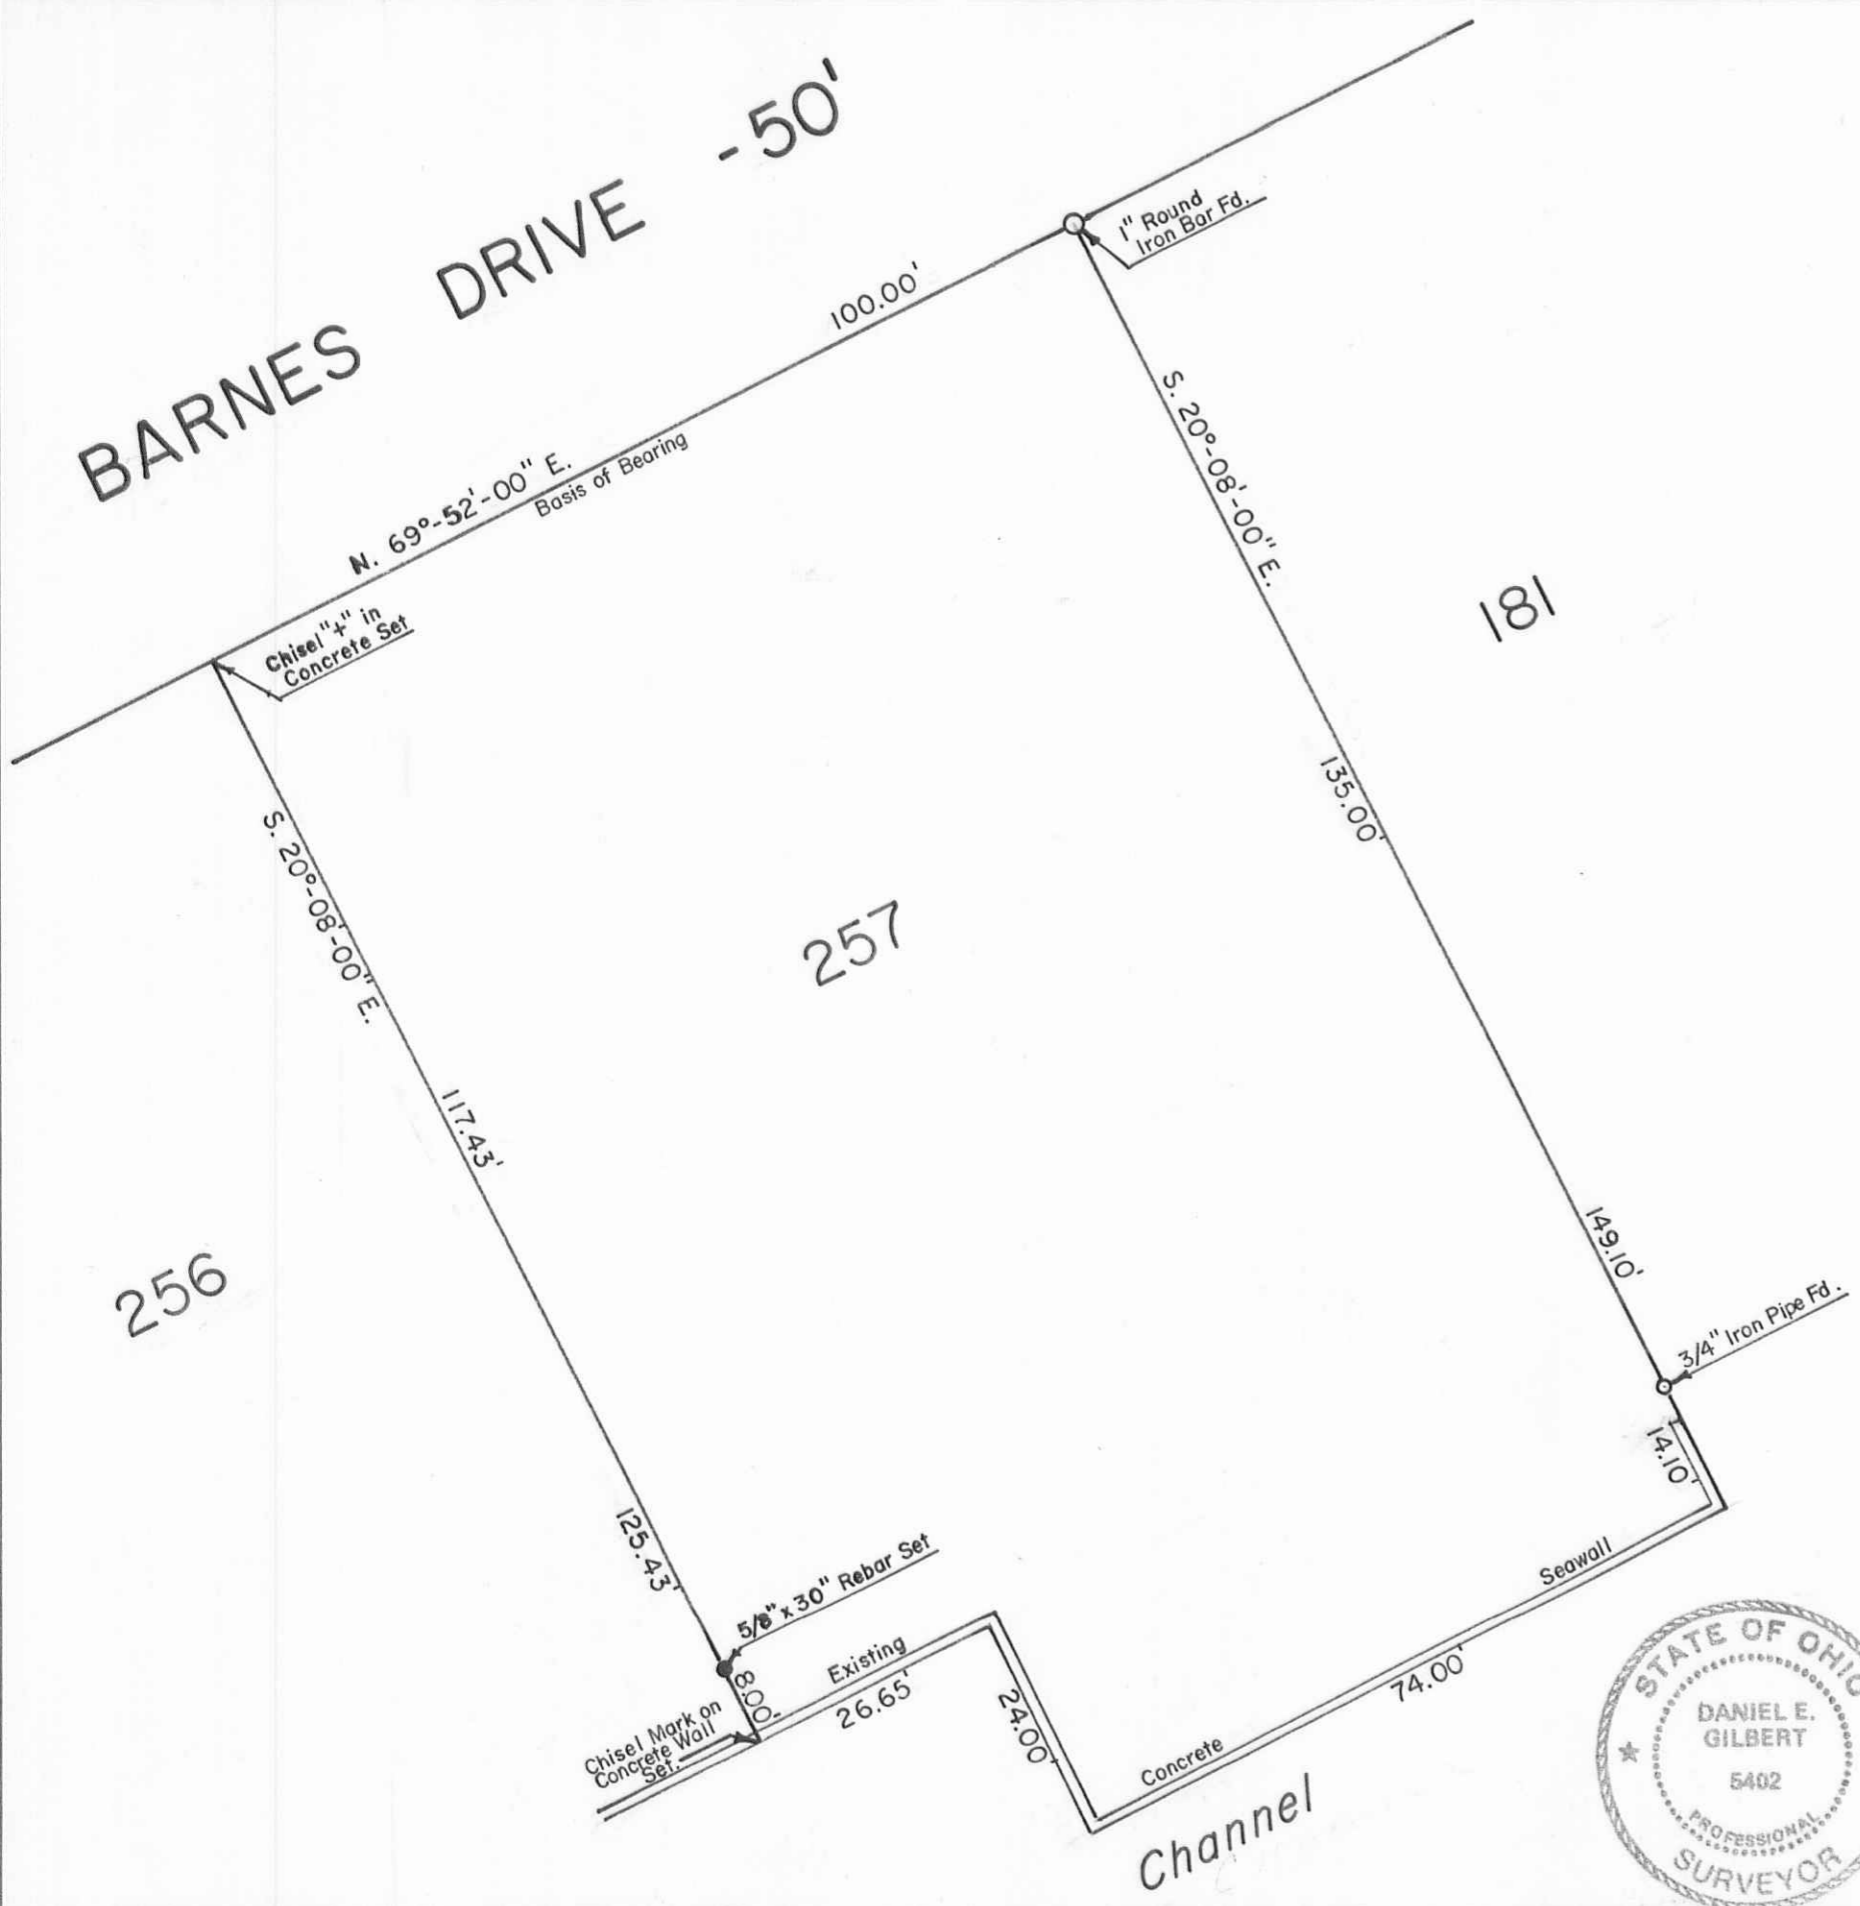 BARNES DRIVE - 50'
1" Round
Iron Bar Fd.
100.00'
N. 69°-52'-00" E.
Basis of Bearing
Chisel "+" in
Concrete Set
S. 20°-08'-00" E.
S. 20°-08'-00" E.
181
135.00'
257
117.43'
149.10'
256
3/4" Iron Pipe Fd.
14.10'
125.43'
5/8" x 30" Rebar Set
8.00'
Existing
26.65'
24.00'
Chisel Mark on
Concrete Wall
Set.
Seawall
74.00'
Concrete
Channel
STATE OF OHIO
DANIEL E.
GILBERT
5402
PROFESSIONAL
SURVEYOR